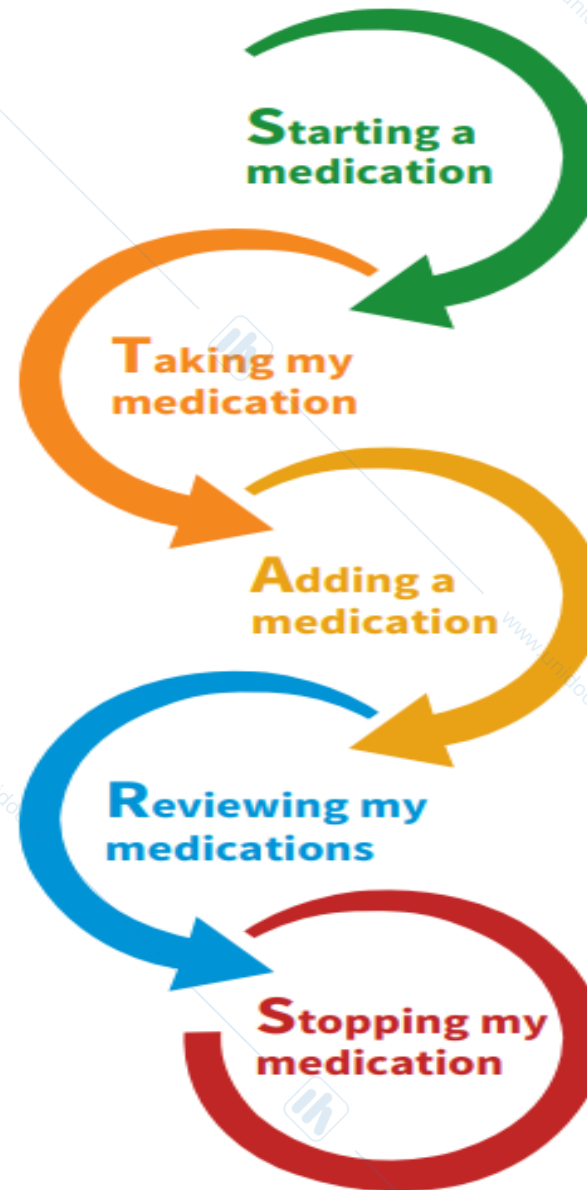 Starting a
medication
Taking my
medication
Adding a
medication
Reviewing my
medications
Stopping my
medication